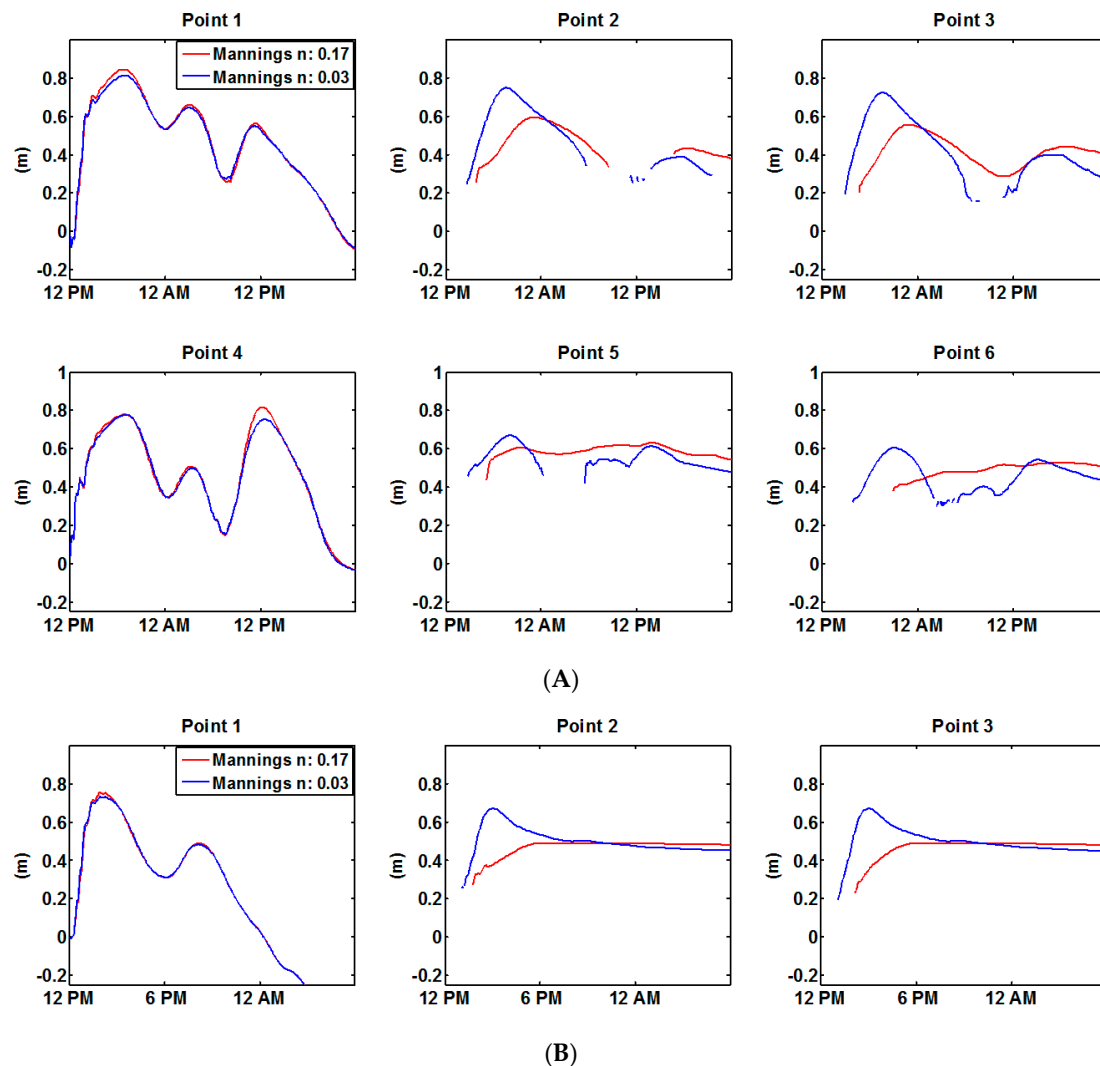 Point 1
Point 2
Point 3
Mannings n: 0.17
Mannings n: 0.03
(m)
0.8
0.6
0.4
0.2
0
-0.2
12 PM
12 AM
12 PM
(m)
0.8
0.6
0.4
0.2
0
-0.2
12 PM
12 AM
12 PM
(m)
0.8
0.6
0.4
0.2
0
-0.2
12 PM
12 AM
12 PM
Point 4
Point 5
Point 6
(m)
1
0.8
0.6
0.4
0.2
0
-0.2
12 PM
12 AM
12 PM
(m)
1
0.8
0.6
0.4
0.2
0
-0.2
12 PM
12 AM
12 PM
(m)
1
0.8
0.6
0.4
0.2
0
-0.2
12 PM
12 AM
12 PM
(A)
Point 1
Point 2
Point 3
Mannings n: 0.17
Mannings n: 0.03
(m)
0.8
0.6
0.4
0.2
0
-0.2
12 PM
6 PM
12 AM
(m)
0.8
0.6
0.4
0.2
0
-0.2
12 PM
6 PM
12 AM
(m)
0.8
0.6
0.4
0.2
0
-0.2
12 PM
6 PM
12 AM
(B)